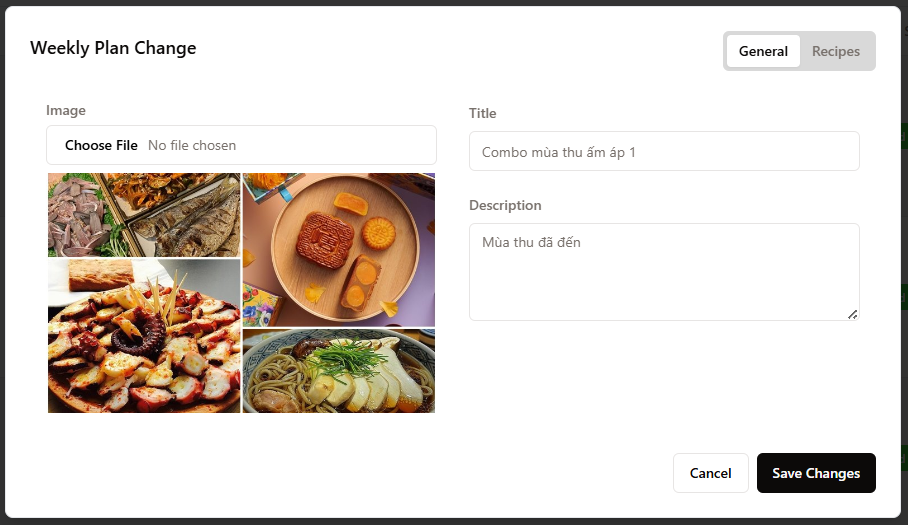 Weekly Plan Change
General
Recipes
Image
Choose File No file chosen
Title
Combo mùa thu ấm áp 1
Description
Mùa thu đã đến
Cancel
Save Changes